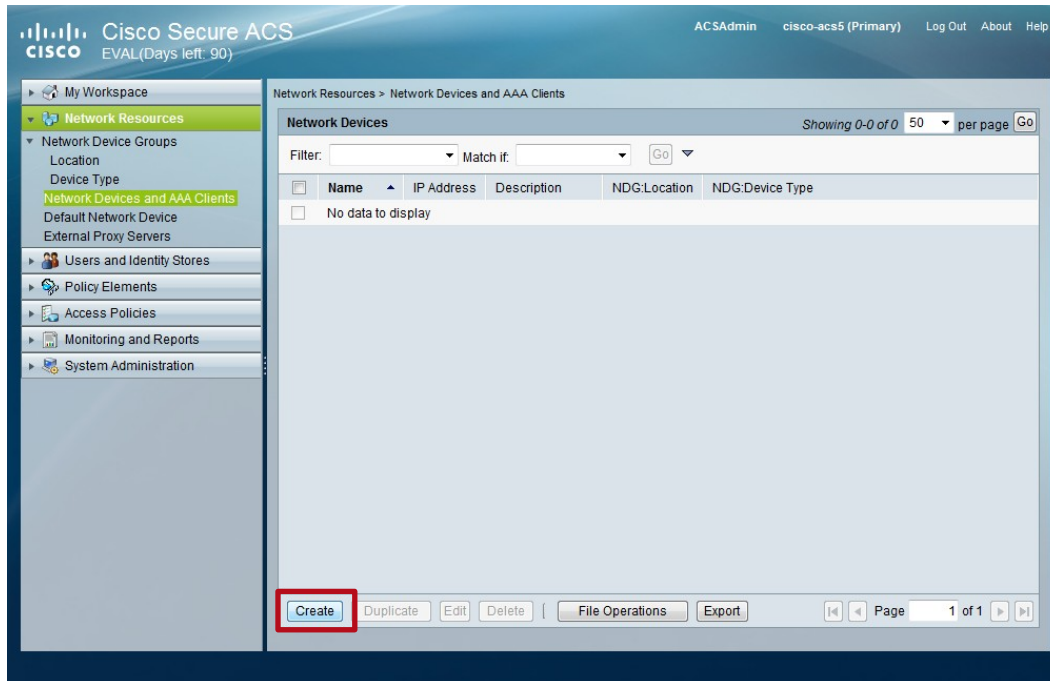 CISCO Cisco Secure ACS
EVAL(Days left: 90)
ACSAdmin cisco-acs5 (Primary) Log Out About Help
My Workspace
Network Resources
Network Device Groups
Location
Device Type
Network Devices and AAA Clients
Default Network Device
External Proxy Servers
Users and Identity Stores
Policy Elements
Access Policies
Monitoring and Reports
System Administration
Network Resources > Network Devices and AAA Clients
Network Devices Showing 0-0 of 0 50 per page Go
Filter: Match if: Go
Name IP Address Description NDG:Location NDG:Device Type
No data to display
Create Duplicate Edit Delete | File Operations Export Page 1 of 1